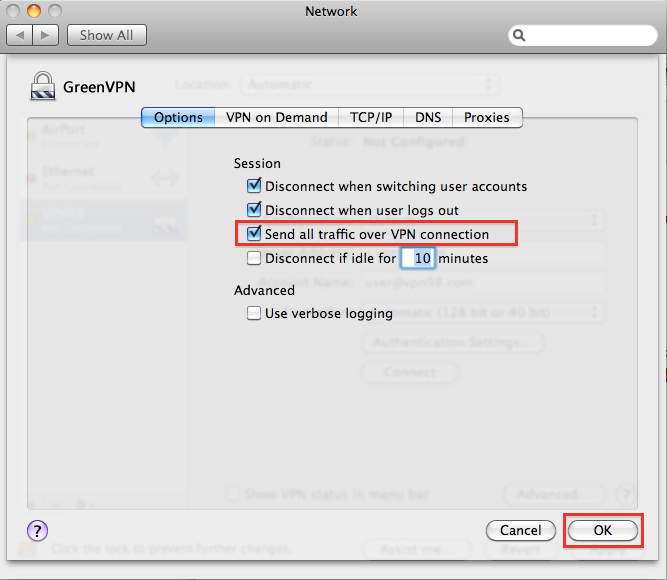 Network
Show All
GreenVPN
Location: Automatic
Options VPN on Demand TCP/IP DNS Proxies
AirPort
Connected
Status: Not Configured
Session
Ethernet
Not Connected
Disconnect when switching user accounts
Disconnect when user logs out
Not Connected
Send all traffic over VPN connection
Disconnect if idle for 10 minutes
Account Name: user@vpn98.com
Advanced
Use verbose logging
Automatic (128 bit or 40 bit)
Authentication Settings...
Connect
Show VPN status in menu bar
Advanced... ?
? Cancel OK
Click the lock to prevent further changes.
Assist me... Revert Apply